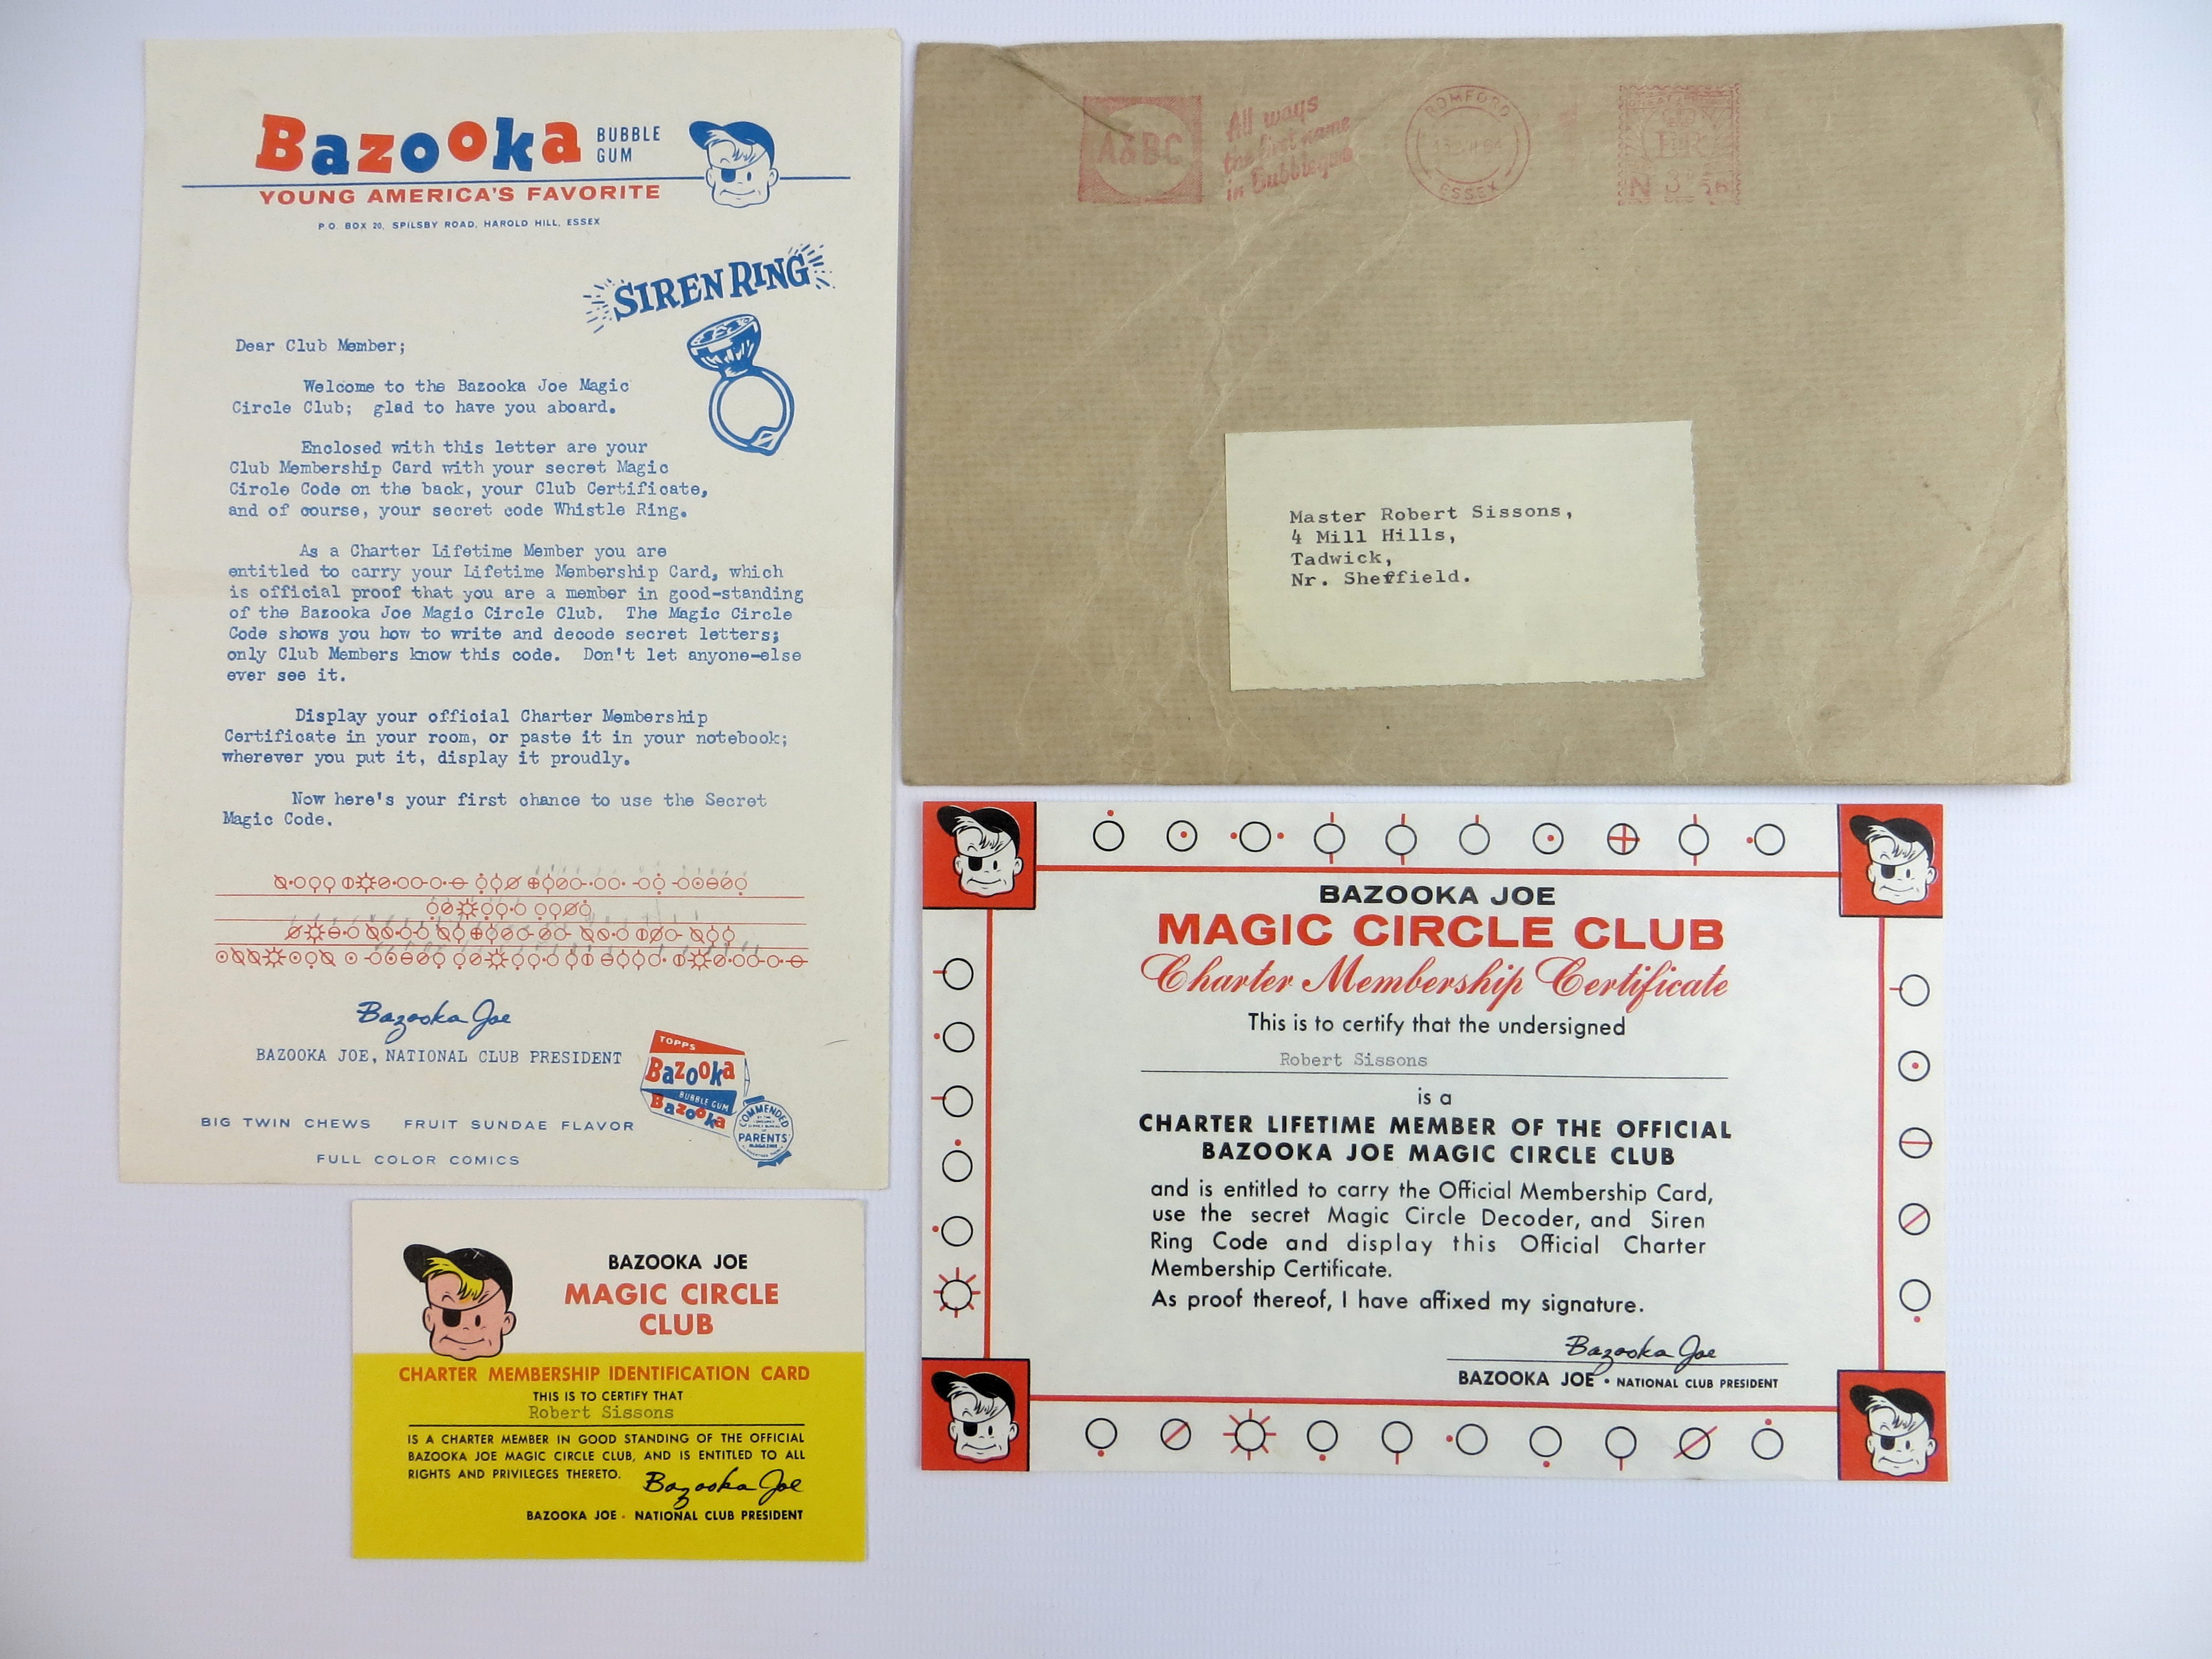 Bazooka BUBBLE GUM
YOUNG AMERICA'S FAVORITE
P.O. BOX 20, SPILSBY ROAD, HAROLD HILL, ESSEX
SIREN RING
Dear Club Member;
Welcome to the Bazooka Joe Magic
Circle Club; glad to have you aboard.
Enclosed with this letter are your
Club Membership Card with your secret Magic
Circle Code on the back, your Club Certificate,
and of course, your secret code Whistle Ring.
As a Charter Lifetime Member you are
entitled to carry your Lifetime Membership Card, which
is official proof that you are a member in good-standing
of the Bazooka Joe Magic Circle Club. The Magic Circle
Code shows you how to write and decode secret letters;
only Club Members know this code. Don't let anyone-else
ever see it.
Display your official Charter Membership
Certificate in your room, or paste it in your notebook;
wherever you put it, display it proudly.
Now here's your first chance to use the Secret
Magic Code.
Bazooka Joe
BAZOOKA JOE, NATIONAL CLUB PRESIDENT
TOPPS
Bazooka
BUBBLE GUM
Bazooka
COMMENDED
PARENTS
MAGAZINE
BIG TWIN CHEWS FRUIT SUNDAE FLAVOR
FULL COLOR COMICS
A&BC
All ways
the first name
in Bubblegum
ROMFORD
ESSEX
Master Robert Sissons,
4 Mill Hills,
Tadwick,
Nr. Sheffield.
BAZOOKA JOE
MAGIC CIRCLE CLUB
Charter Membership Certificate
This is to certify that the undersigned
Robert Sissons
is a
CHARTER LIFETIME MEMBER OF THE OFFICIAL
BAZOOKA JOE MAGIC CIRCLE CLUB
and is entitled to carry the Official Membership Card,
use the secret Magic Circle Decoder, and Siren
Ring Code and display this Official Charter
Membership Certificate.
As proof thereof, I have affixed my signature.
Bazooka Joe
BAZOOKA JOE • NATIONAL CLUB PRESIDENT
BAZOOKA JOE
MAGIC CIRCLE
CLUB
CHARTER MEMBERSHIP IDENTIFICATION CARD
THIS IS TO CERTIFY THAT
Robert Sissons
IS A CHARTER MEMBER IN GOOD STANDING OF THE OFFICIAL
BAZOOKA JOE MAGIC CIRCLE CLUB, AND IS ENTITLED TO ALL
RIGHTS AND PRIVILEGES THERETO.
Bazooka Joe
BAZOOKA JOE - NATIONAL CLUB PRESIDENT